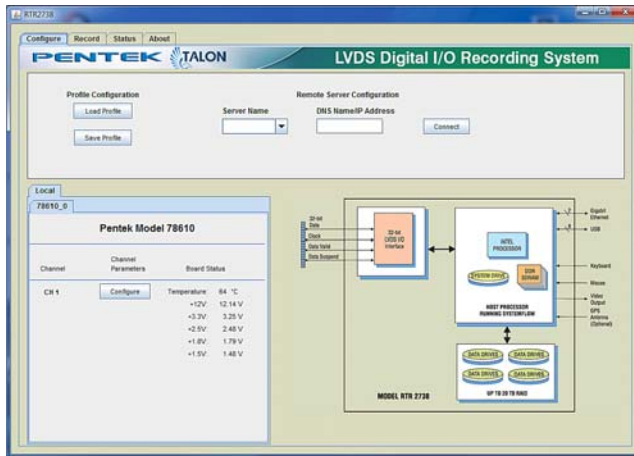 RTR2738
Configure Record Status About
PENTEK TALON
LVDS Digital I/O Recording System
Profile Configuration
Load Profile
Save Profile
Remote Server Configuration
Server Name
DNS Name/IP Address
Connect
Local
78610_0
Pentek Model 78610
Channel
Channel Parameters
Board Status
CH 1
Configure
Temperature: 64 °C
+12V: 12.14 V
+3.3V: 3.25 V
+2.5V: 2.48 V
+1.8V: 1.79 V
+1.5V: 1.48 V
32-bit
Data
Clock
Data Valid
Data Suspend
32-bit
LVDS I/O
Interface
INTEL
PROCESSOR
SYSTEM DRIVE
DDR
SDRAM
HOST PROCESSOR
RUNNING SYSTEMFLOW
Gigabit
Ethernet
USB
Keyboard
Mouse
Video
Output
GPS
Antenna
(Optional)
DATA DRIVES
DATA DRIVES
DATA DRIVES
DATA DRIVES
UP TO 20 TB RAID
MODEL RTR 2738